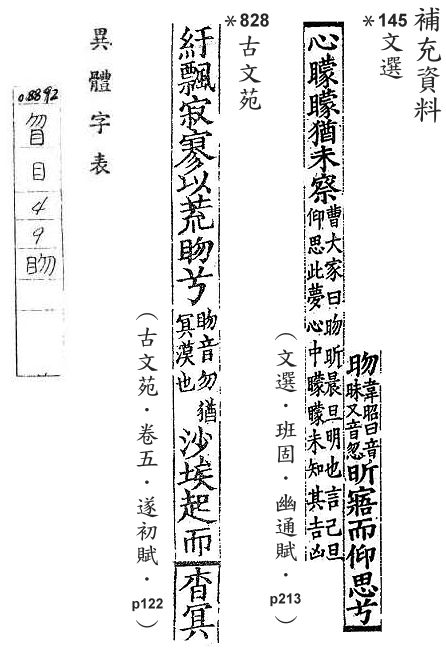 補充資料
*145
文選
昒韋昭曰音昧又音忽昕寤而仰思兮
心矇矇猶未察曹大家曰昒昕晨旦明也言己旦仰思此夢心中矇矇未知其吉凶
（文選．班固．幽通賦．p213）
*828
古文苑
杳冥
紆飄寂寥以荒昒兮昒音勿猶冥漠也沙埃起而
（古文苑．卷五．遂初賦．p122）
異體字表
08892
曶
目
4
9
昒